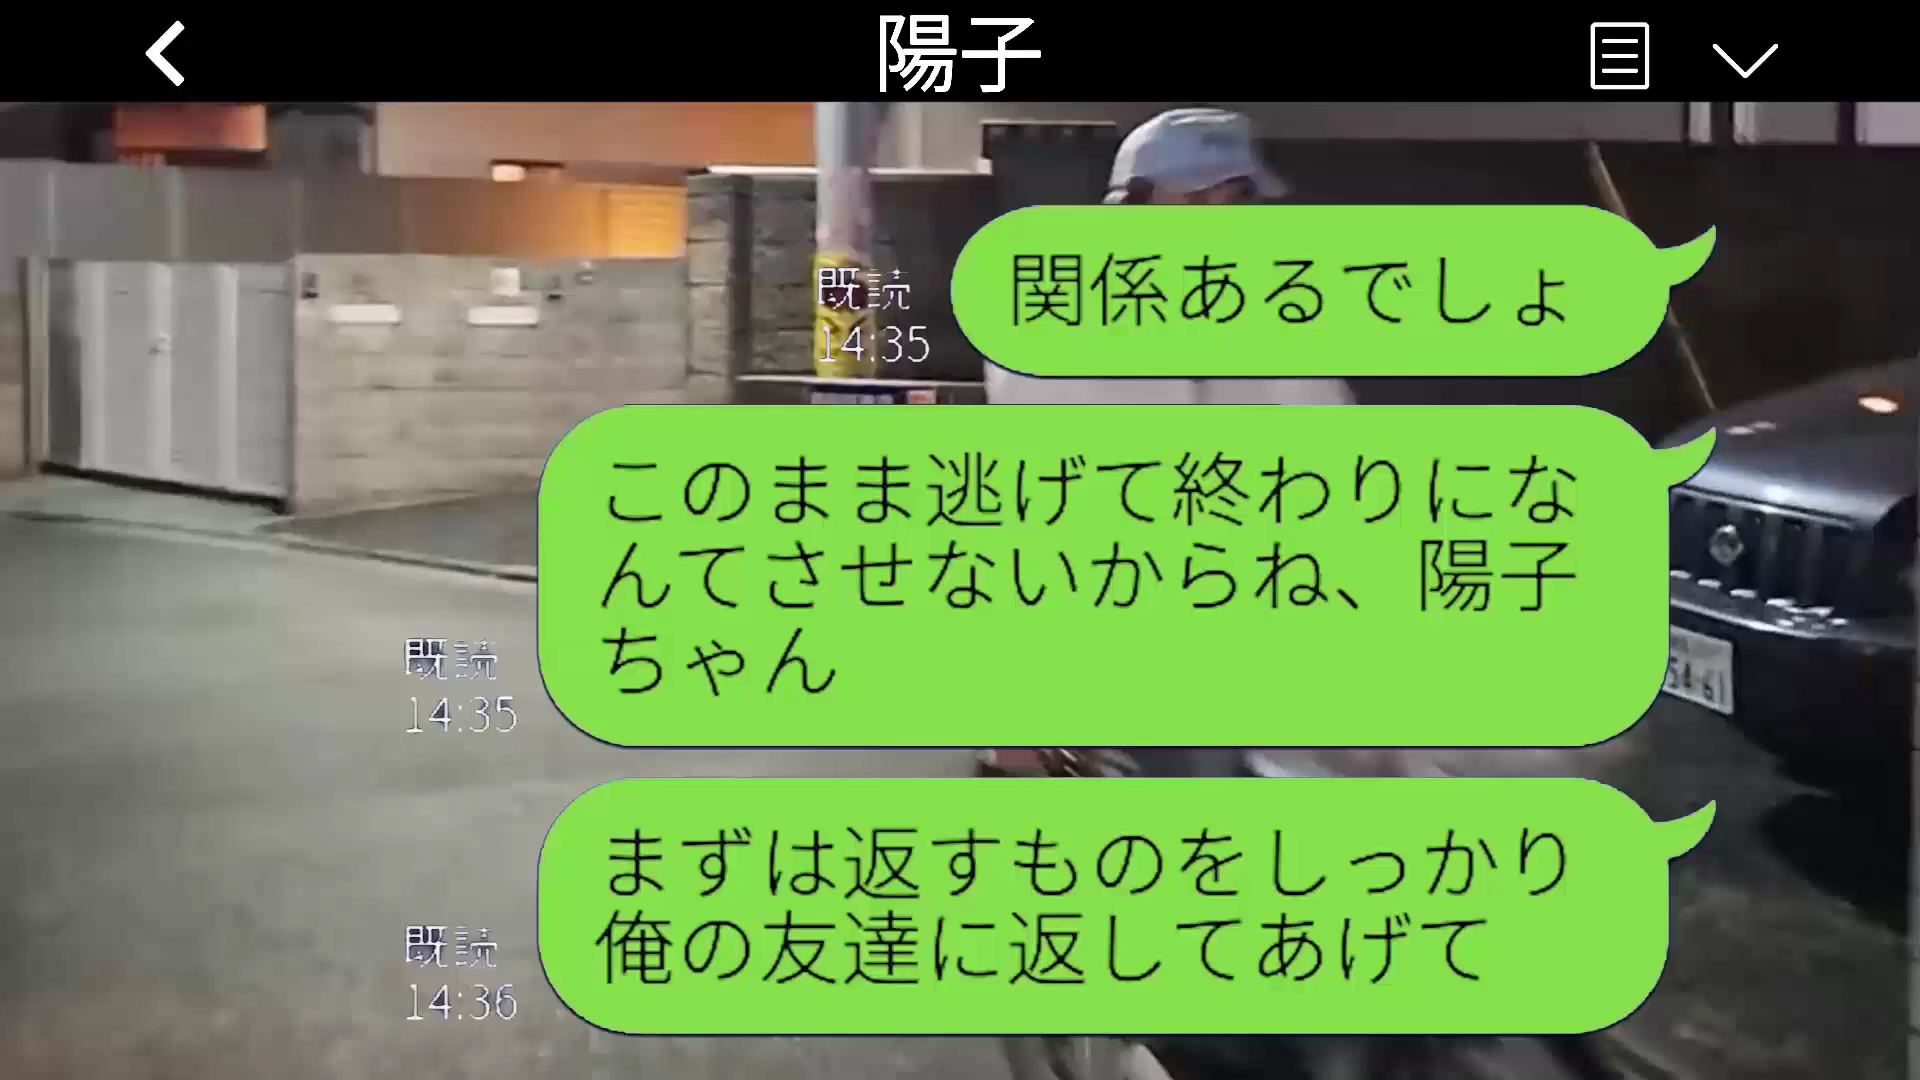 陽子
関係あるでしょ
既読
14:35
このまま逃げて終わりにな
んてさせないからね、陽子
ちゃん
既読
14:35
まずは返すものをしっかり
俺の友達に返してあげて
既読
14:36
54-61